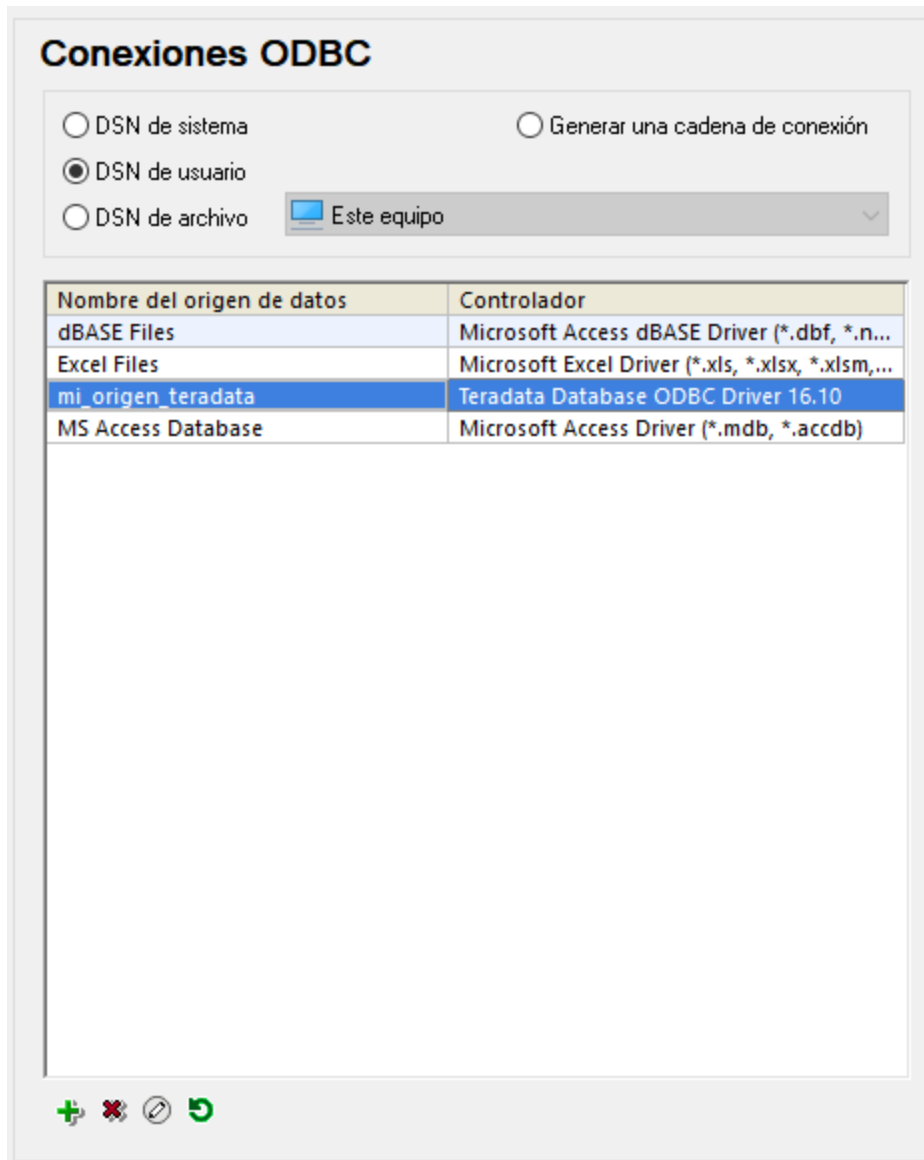 Conexiones ODBC
DSN de sistema
Generar una cadena de conexión
DSN de usuario
DSN de archivo
Este equipo
Nombre del origen de datos Controlador
dBASE Files Microsoft Access dBASE Driver (*.dbf, *.n...
Excel Files Microsoft Excel Driver (*.xls, *.xlsx, *.xlsm,...
mi_origen_teradata Teradata Database ODBC Driver 16.10
MS Access Database Microsoft Access Driver (*.mdb, *.accdb)